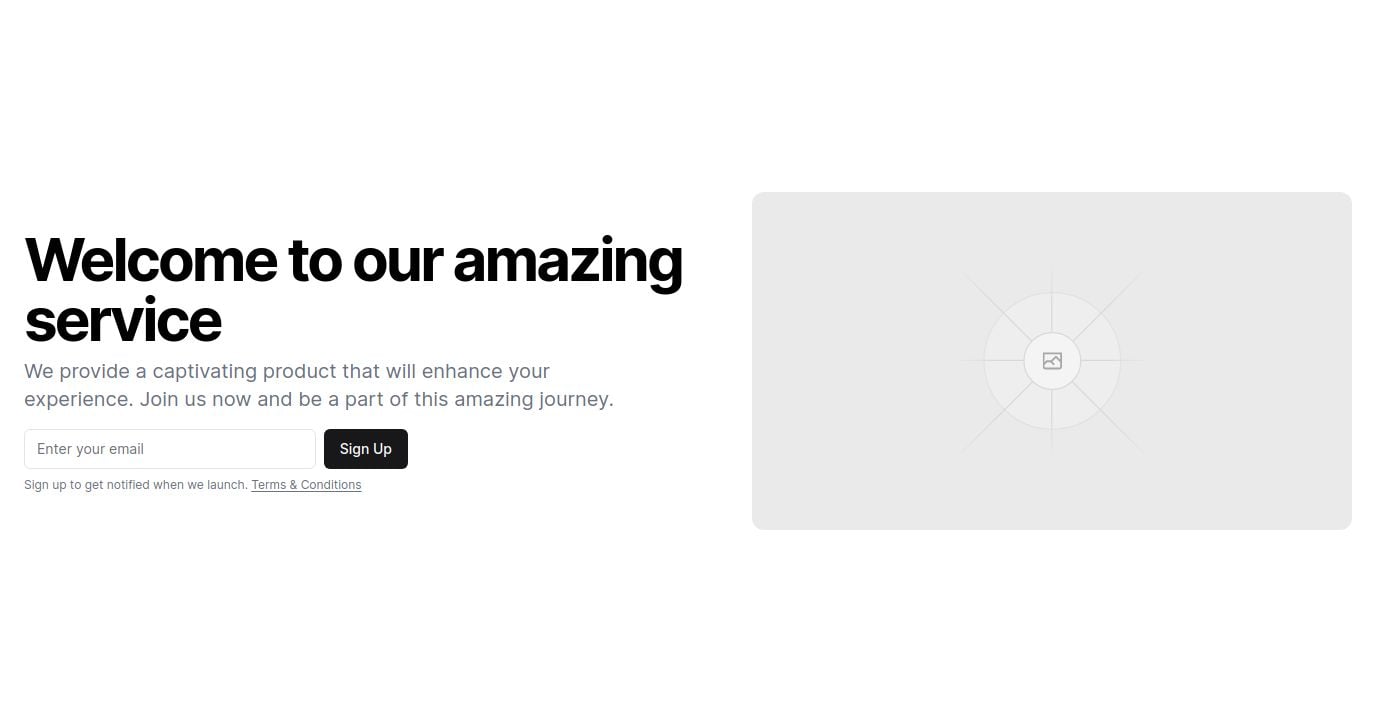 Welcome to our amazing
service
We provide a captivating product that will enhance your
experience. Join us now and be a part of this amazing journey.
Enter your email
Sign Up
Sign up to get notified when we launch. Terms & Conditions